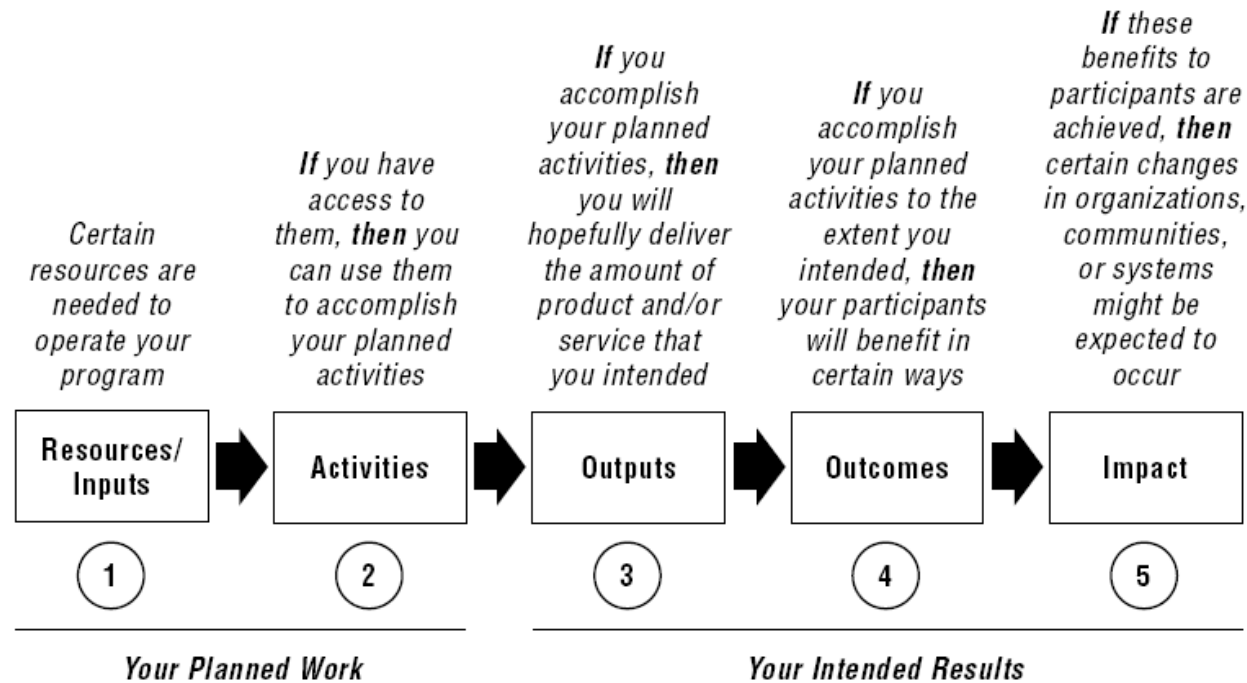 Certain
resources are
needed to
operate your
program
If you have
access to
them, then you
can use them
to accomplish
your planned
activities
If you
accomplish
your planned
activities, then
you will
hopefully deliver
the amount of
product and/or
service that
you intended
If you
accomplish
your planned
activities to the
extent you
intended, then
your participants
will benefit in
certain ways
If these
benefits to
participants are
achieved, then
certain changes
in organizations,
communities,
or systems
might be
expected to
occur
Resources/
Inputs
Activities
Outputs
Outcomes
Impact
1
2
3
4
5
Your Planned Work
Your Intended Results